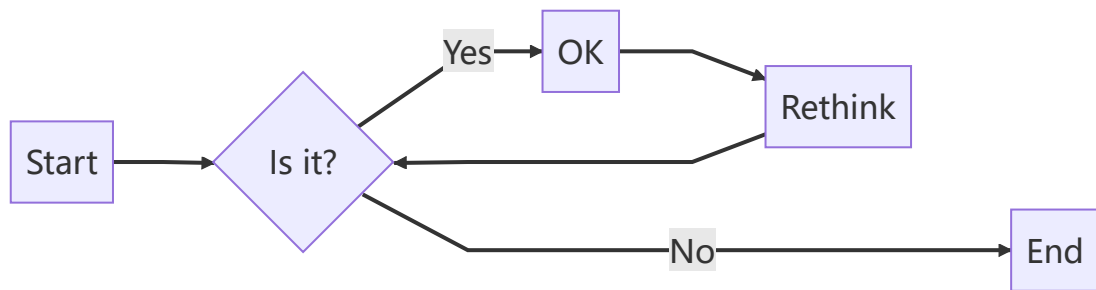 Start
Is it?
Yes
OK
Rethink
No
End